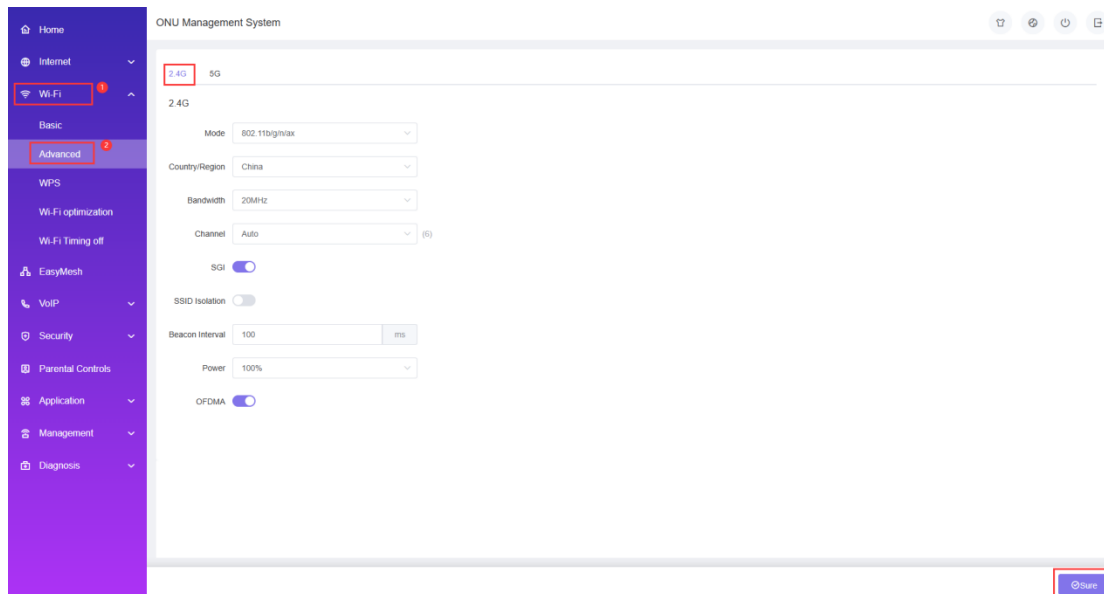 Home
ONU Management System
Internet
Wi-Fi
1
Basic
Advanced
2
WPS
Wi-Fi optimization
Wi-Fi Timing off
EasyMesh
VoIP
Security
Parental Controls
Application
Management
Diagnosis
2.4G 5G
2.4G
Mode 802.11b/g/n/ax
Country/Region China
Bandwidth 20MHz
Channel Auto (6)
SGI
SSID Isolation
Beacon Interval 100 ms
Power 100%
OFDMA
Sure